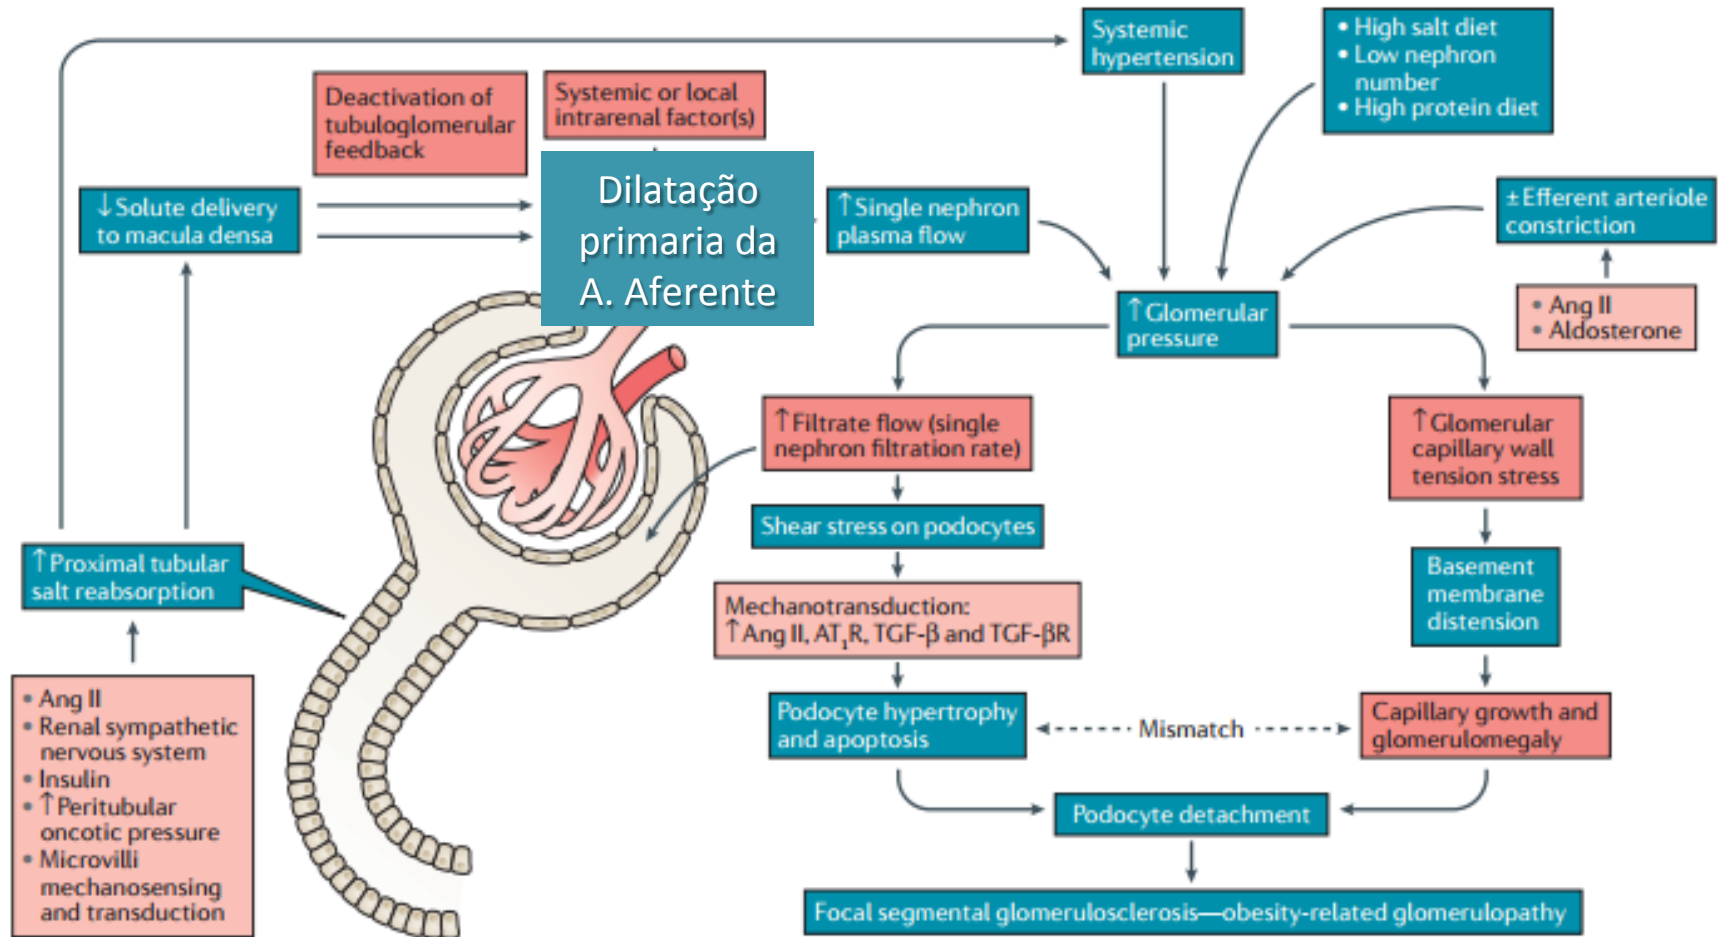 Systemic
hypertension
• High salt diet
• Low nephron
number
• High protein diet
Deactivation of
tubuloglomerular
feedback
Systemic or local
intrarenal factor(s)
↓Solute delivery
to macula densa
Dilatação
primaria da
A. Aferente
↑Single nephron
plasma flow
±Efferent arteriole
constriction
• Ang II
• Aldosterone
↑Glomerular
pressure
↑Filtrate flow (single
nephron filtration rate)
↑Glomerular
capillary wall
tension stress
Shear stress on podocytes
↑Proximal tubular
salt reabsorption
Basement
membrane
distension
Mechanotransduction:
↑Ang II, AT₁R, TGF-β and TGF-βR
• Ang II
• Renal sympathetic
nervous system
• Insulin
• ↑Peritubular
oncotic pressure
• Microvilli
mechanosensing
and transduction
Podocyte hypertrophy
and apoptosis
Mismatch
Capillary growth and
glomerulomegaly
Podocyte detachment
Focal segmental glomerulosclerosis—obesity-related glomerulopathy